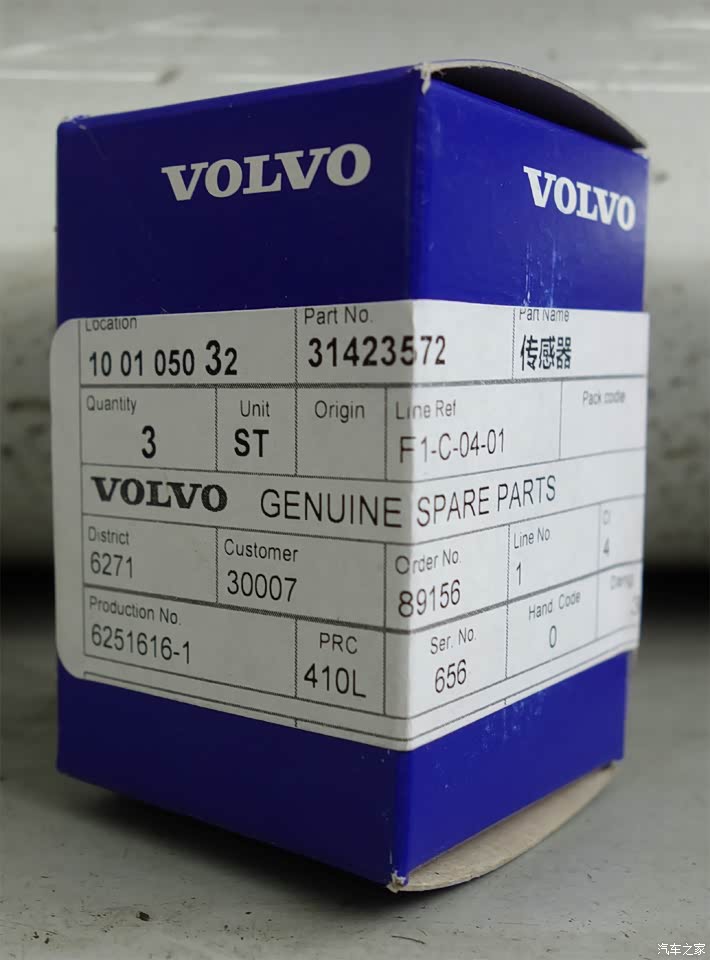 VOLVO
VOLVO
Location Part No. Part Name
10 01 050 32 31423572 传感器
Quantity Unit Origin Line Ref Pack code
3 ST F1-C-04-01
VOLVO GENUINE SPARE PARTS
District Customer Order No. Line No Cl
6271 30007 89156 1 4
Production No. PRC Ser. No. Hand. Code
6251616-1 410L 656 0
汽车之家